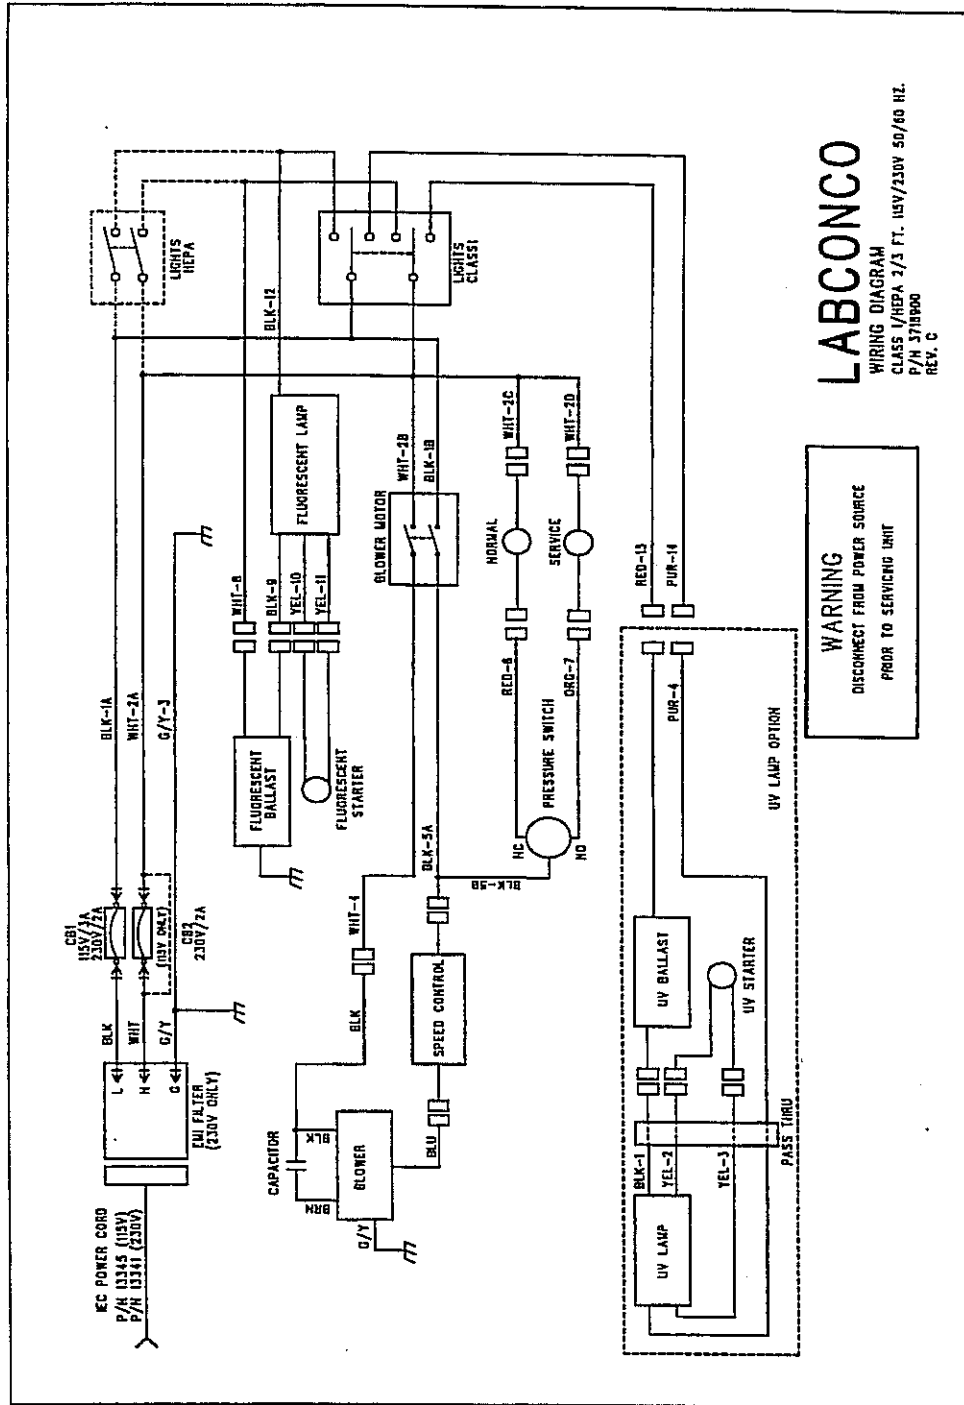 IEC POWER CORD
P/N 13345 (115V)
P/N 13341 (230V)
EMI FILTER
(230V ONLY)
L
N
G
BLK
WHT
G/Y
CB1
115V/3A
230V/2A
(115V ONLY)
CB2
230V/2A
BLK-1A
WHT-2A
G/Y-3
LIGHTS
HEPA
FLUORESCENT
BALLAST
FLUORESCENT
STARTER
WHT-8
BLK-9
YEL-10
YEL-11
FLUORESCENT LAMP
BLK-12
LIGHTS
CLASS1
CAPACITOR
BLK
BRN
BLOWER
G/Y
BLU
BLK
WHT-4
SPEED CONTROL
BLK-5A
BLK-5B
BLOWER MOTOR
WHT-2B
BLK-1B
NC
NO
PRESSURE SWITCH
RED-6
ORG-7
NORMAL
SERVICE
WHT-2C
WHT-2D
RED-13
PUR-14
UV LAMP
BLK-1
YEL-2
YEL-3
PASS THRU
UV BALLAST
UV STARTER
PUR-4
UV LAMP OPTION
WARNING
DISCONNECT FROM POWER SOURCE
PRIOR TO SERVICING UNIT
LABCONCO
WIRING DIAGRAM
CLASS I/HEPA 2/3 FT. 115V/230V 50/60 HZ.
P/N 3718900
REV. C